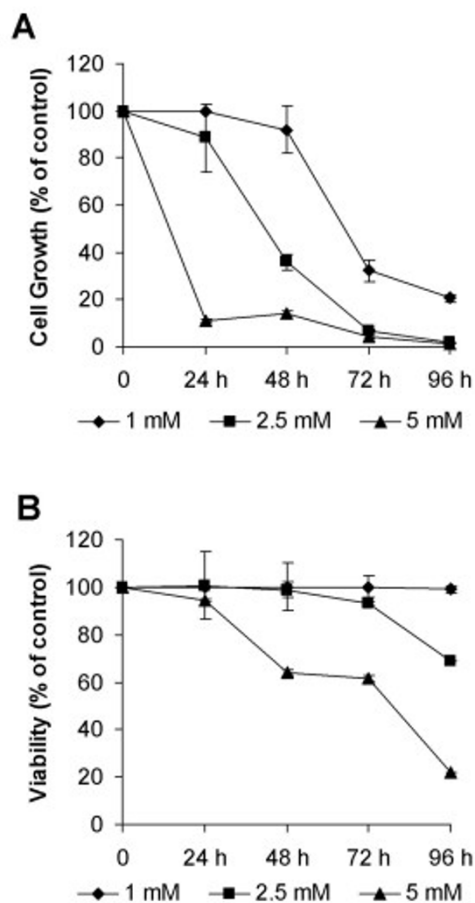 A
Cell Growth (% of control)
120
100
80
60
40
20
0
0 24 h 48 h 72 h 96 h
1 mM 2.5 mM 5 mM
B
Viability (% of control)
120
100
80
60
40
20
0
0 24 h 48 h 72 h 96 h
1 mM 2.5 mM 5 mM